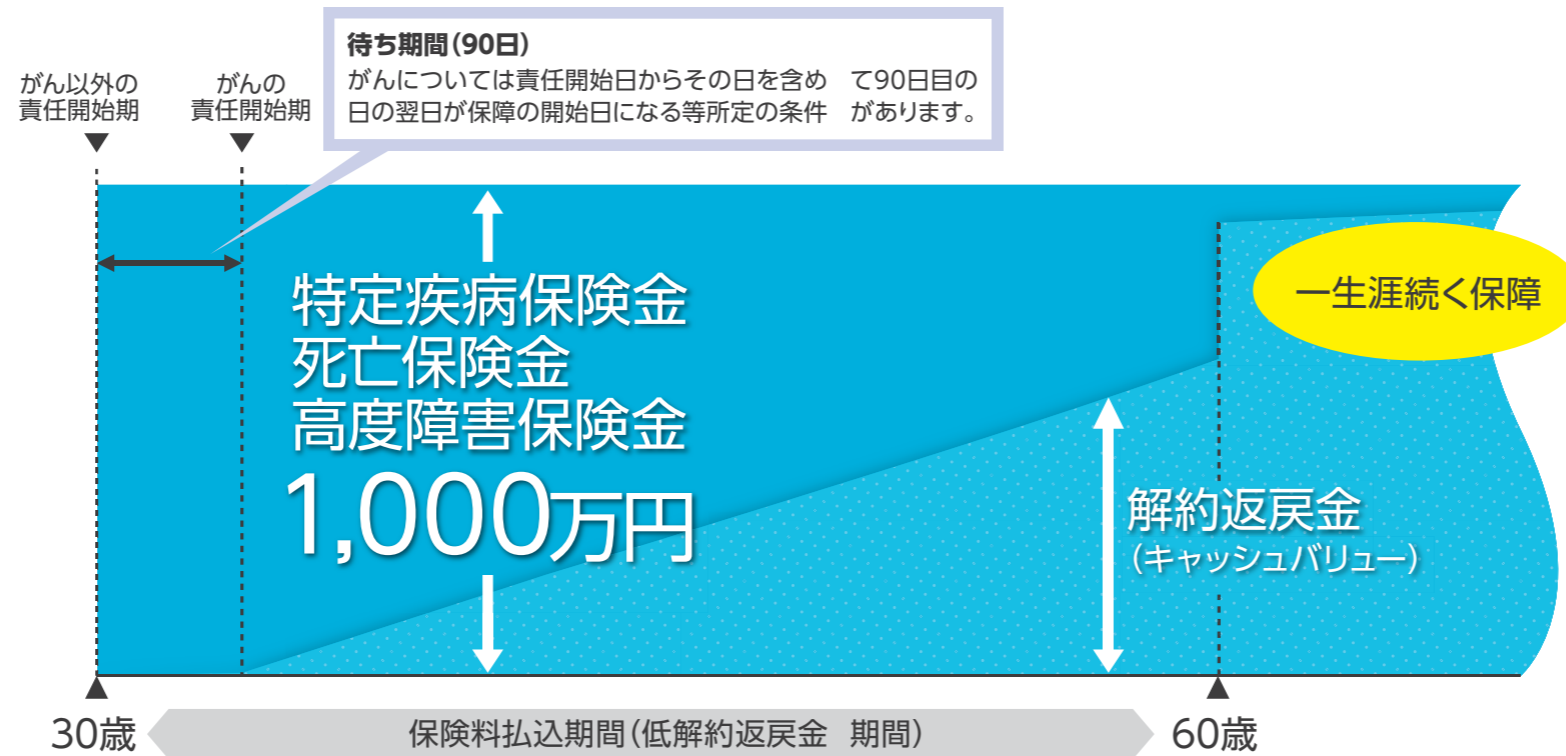 待ち期間(90日)
がんについては責任開始日からその日を含め て90日目の
日の翌日が保障の開始日になる等所定の条件 があります。
がん以外の
責任開始期
がんの
責任開始期
特定疾病保険金
死亡保険金
高度障害保険金
1,000万円
一生涯続く保障
解約返戻金
(キャッシュバリュー)
30歳
保険料払込期間(低解約返戻金 期間)
60歳